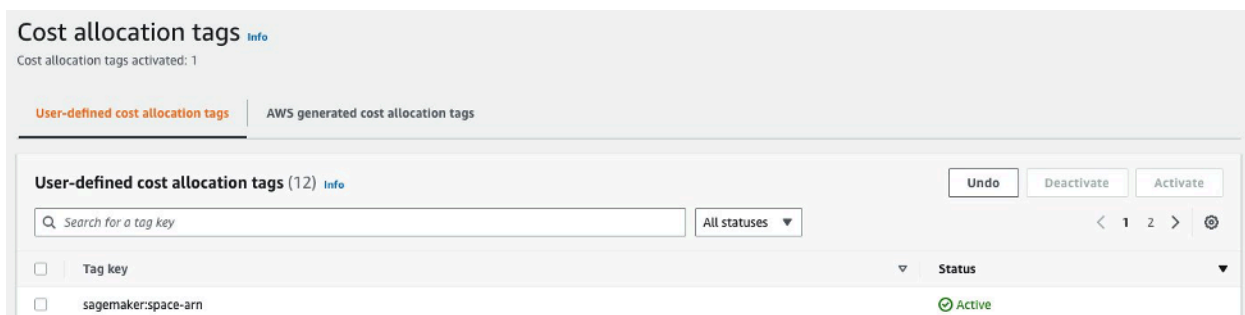 Cost allocation tags Info
Cost allocation tags activated: 1
User-defined cost allocation tags AWS generated cost allocation tags
User-defined cost allocation tags (12) Info Undo Deactivate Activate
Search for a tag key All statuses 1 2
Tag key Status
sagemaker:space-arn Active